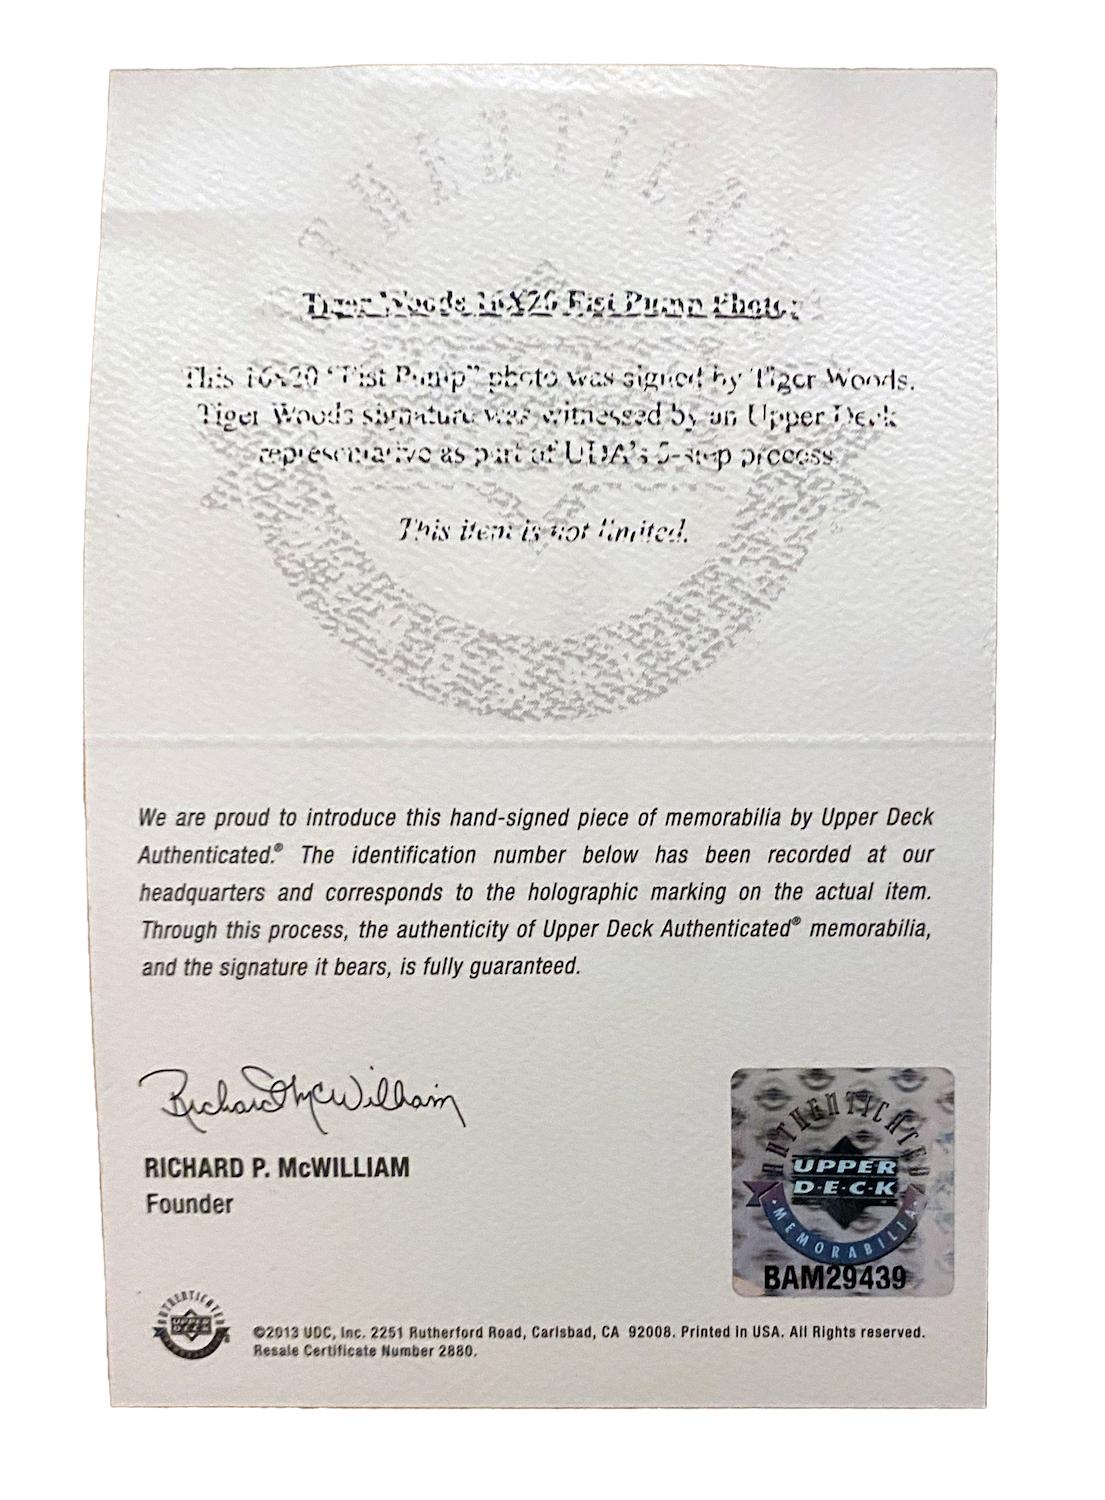 Tiger Woods 16X20 Fist Pump Photo:
This 16x20 “Fist Pump” photo was signed by Tiger Woods.
Tiger Woods signature was witnessed by an Upper Deck
representative as part of UDA's 5-step process.
This item is not limited.
We are proud to introduce this hand-signed piece of memorabilia by Upper Deck
Authenticated.® The identification number below has been recorded at our
headquarters and corresponds to the holographic marking on the actual item.
Through this process, the authenticity of Upper Deck Authenticated® memorabilia,
and the signature it bears, is fully guaranteed.
Richard McWilliam
RICHARD P. McWILLIAM
Founder
AUTHENTICATED
UPPER
D·E·C·K
·MEMORABILIA·
BAM29439
AUTHENTICATED
UPPER
DECK
©2013 UDC, Inc. 2251 Rutherford Road, Carlsbad, CA 92008. Printed in USA. All Rights reserved.
Resale Certificate Number 2880.